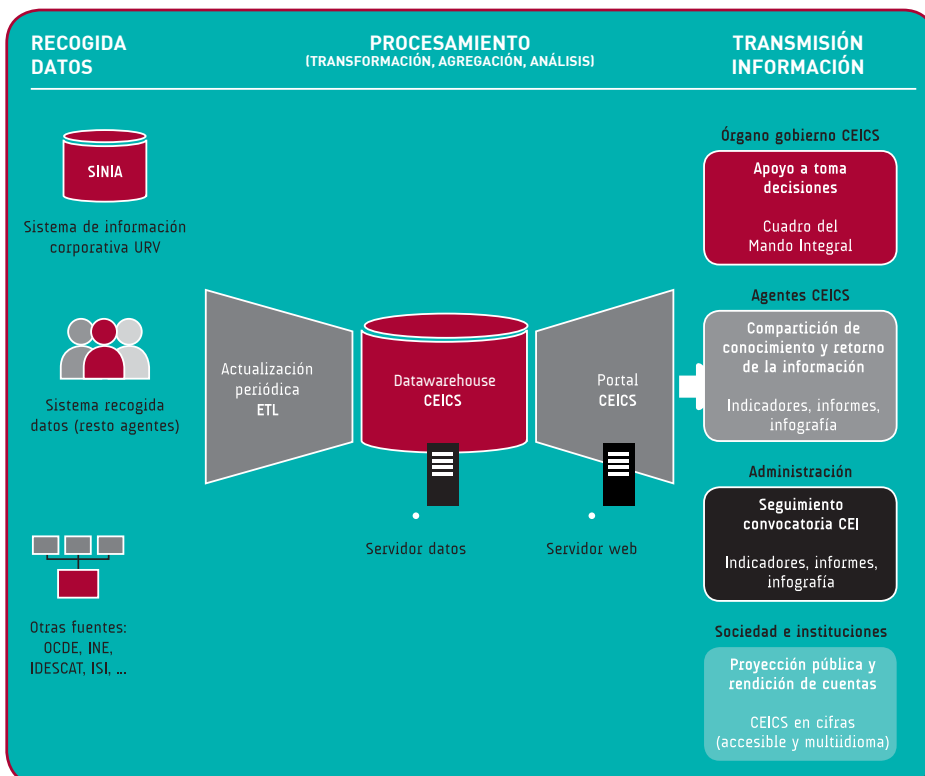 RECOGIDA
DATOS
PROCESAMIENTO
(TRANSFORMACIÓN, AGREGACIÓN, ANÁLISIS)
TRANSMISIÓN
INFORMACIÓN
SINIA
Sistema de información
corporativa URV
Sistema recogida
datos (resto agentes)
Otras fuentes:
OCDE, INE,
IDESCAT, ISI, ...
Actualización
periódica
ETL
Datawarehouse
CEICS
Servidor datos
Portal
CEICS
Servidor web
Órgano gobierno CEICS
Apoyo a toma
decisiones
Cuadro del
Mando Integral
Agentes CEICS
Compartición de
conocimiento y retorno
de la información
Indicadores, informes,
infografía
Administración
Seguimiento
convocatoria CEI
Indicadores, informes,
infografía
Sociedad e instituciones
Proyección pública y
rendición de cuentas
CEICS en cifras
(accesible y multiidioma)